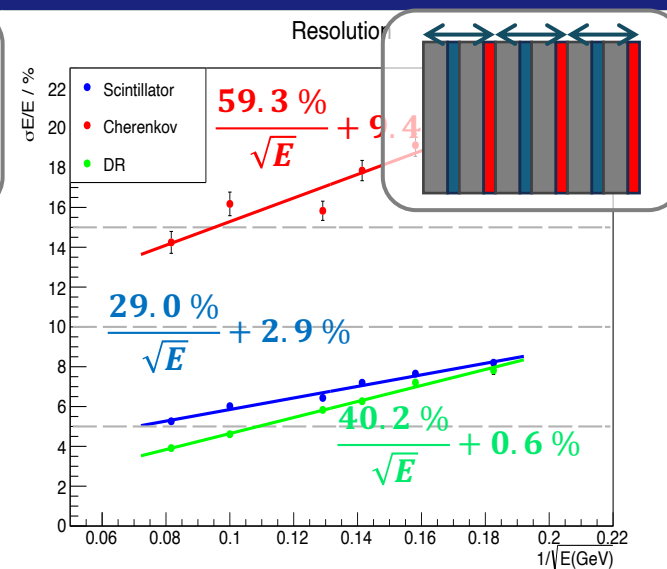 Resolution
σE/E / %
Scintillator
Cherenkov
DR
59.3 %
√E
+ 9.4
29.0 %
√E
+ 2.9 %
40.2 %
√E
+ 0.6 %
22
20
18
16
14
12
10
8
6
4
2
0
0.06 0.08 0.1 0.12 0.14 0.16 0.18 0.2 0.22
1/√E(GeV)